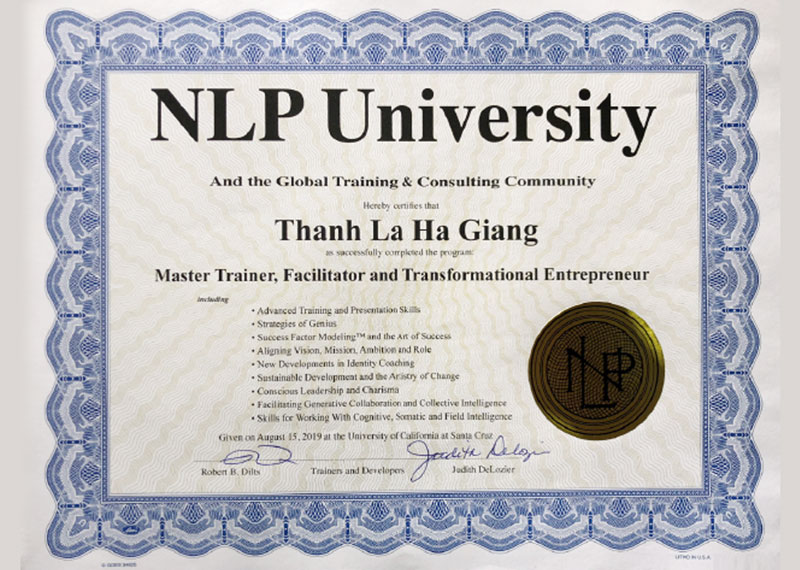 NLP University
And the Global Training & Consulting Community
Hereby certifies that
Thanh La Ha Giang
as successfully completed the program:
Master Trainer, Facilitator and Transformational Entrepreneur
including
• Advanced Training and Presentation Skills
• Strategies of Genius
• Success Factor Modeling™ and the Art of Success
• Aligning Vision, Mission, Ambition and Role
• New Developments in Identity Coaching
• Sustainable Development and the Artistry of Change
• Conscious Leadership and Charisma
• Facilitating Generative Collaboration and Collective Intelligence
• Skills for Working With Cognitive, Somatic and Field Intelligence
NLP
Given on August 15, 2019 at the University of California at Santa Cruz
Judith Delozier
Robert B. Dilts Trainers and Developers Judith DeLozier
LITHO IN U.S.A.